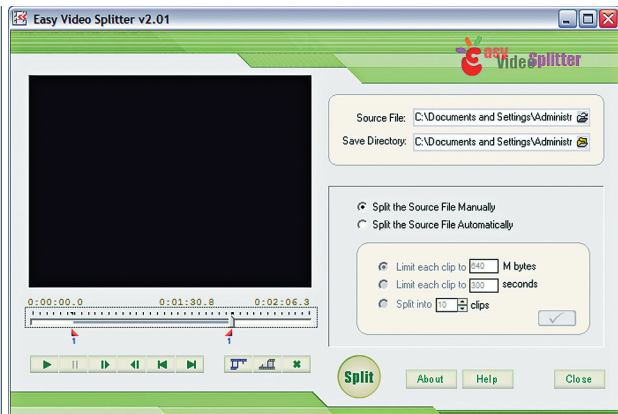 Easy Video Splitter v2.01
Easy
Video Splitter
Source File: C:\Documents and Settings\Administr
Save Directory: C:\Documents and Settings\Administr
Split the Source File Manually
Split the Source File Automatically
Limit each clip to 640 M bytes
Limit each clip to 300 seconds
Split into 10 clips
0:00:00.0 0:01:30.8 0:02:06.3
1 1
Split About Help Close